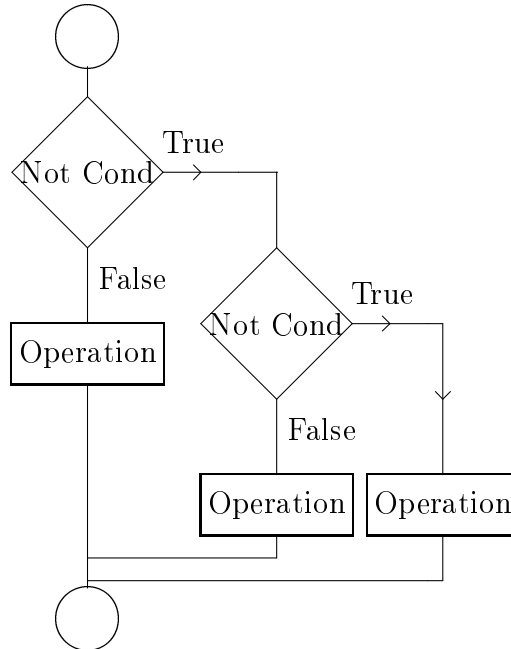 True
Not Cond
False
True
Not Cond
Operation
False
Operation
Operation